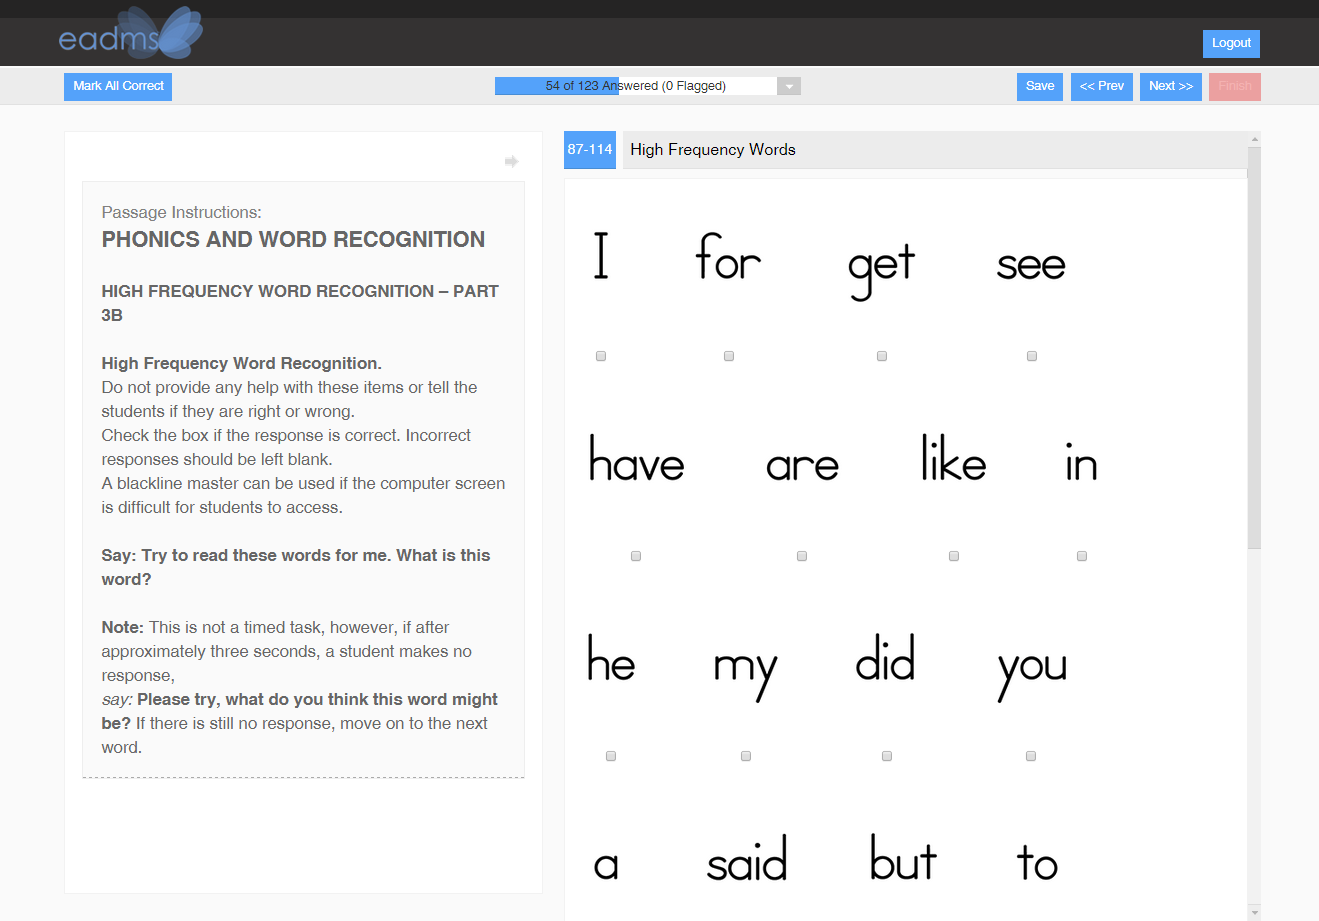 eadms
Logout
Mark All Correct
54 of 123 Answered (0 Flagged)
Save
<< Prev
Next >>
Finish
Passage Instructions:
PHONICS AND WORD RECOGNITION
HIGH FREQUENCY WORD RECOGNITION – PART
3B
High Frequency Word Recognition.
Do not provide any help with these items or tell the
students if they are right or wrong.
Check the box if the response is correct. Incorrect
responses should be left blank.
A blackline master can be used if the computer screen
is difficult for students to access.
Say: Try to read these words for me. What is this
word?
Note: This is not a timed task, however, if after
approximately three seconds, a student makes no
response,
say: Please try, what do you think this word might
be? If there is still no response, move on to the next
word.
87-114 High Frequency Words
I for get see
have are like in
he my did you
a said but to